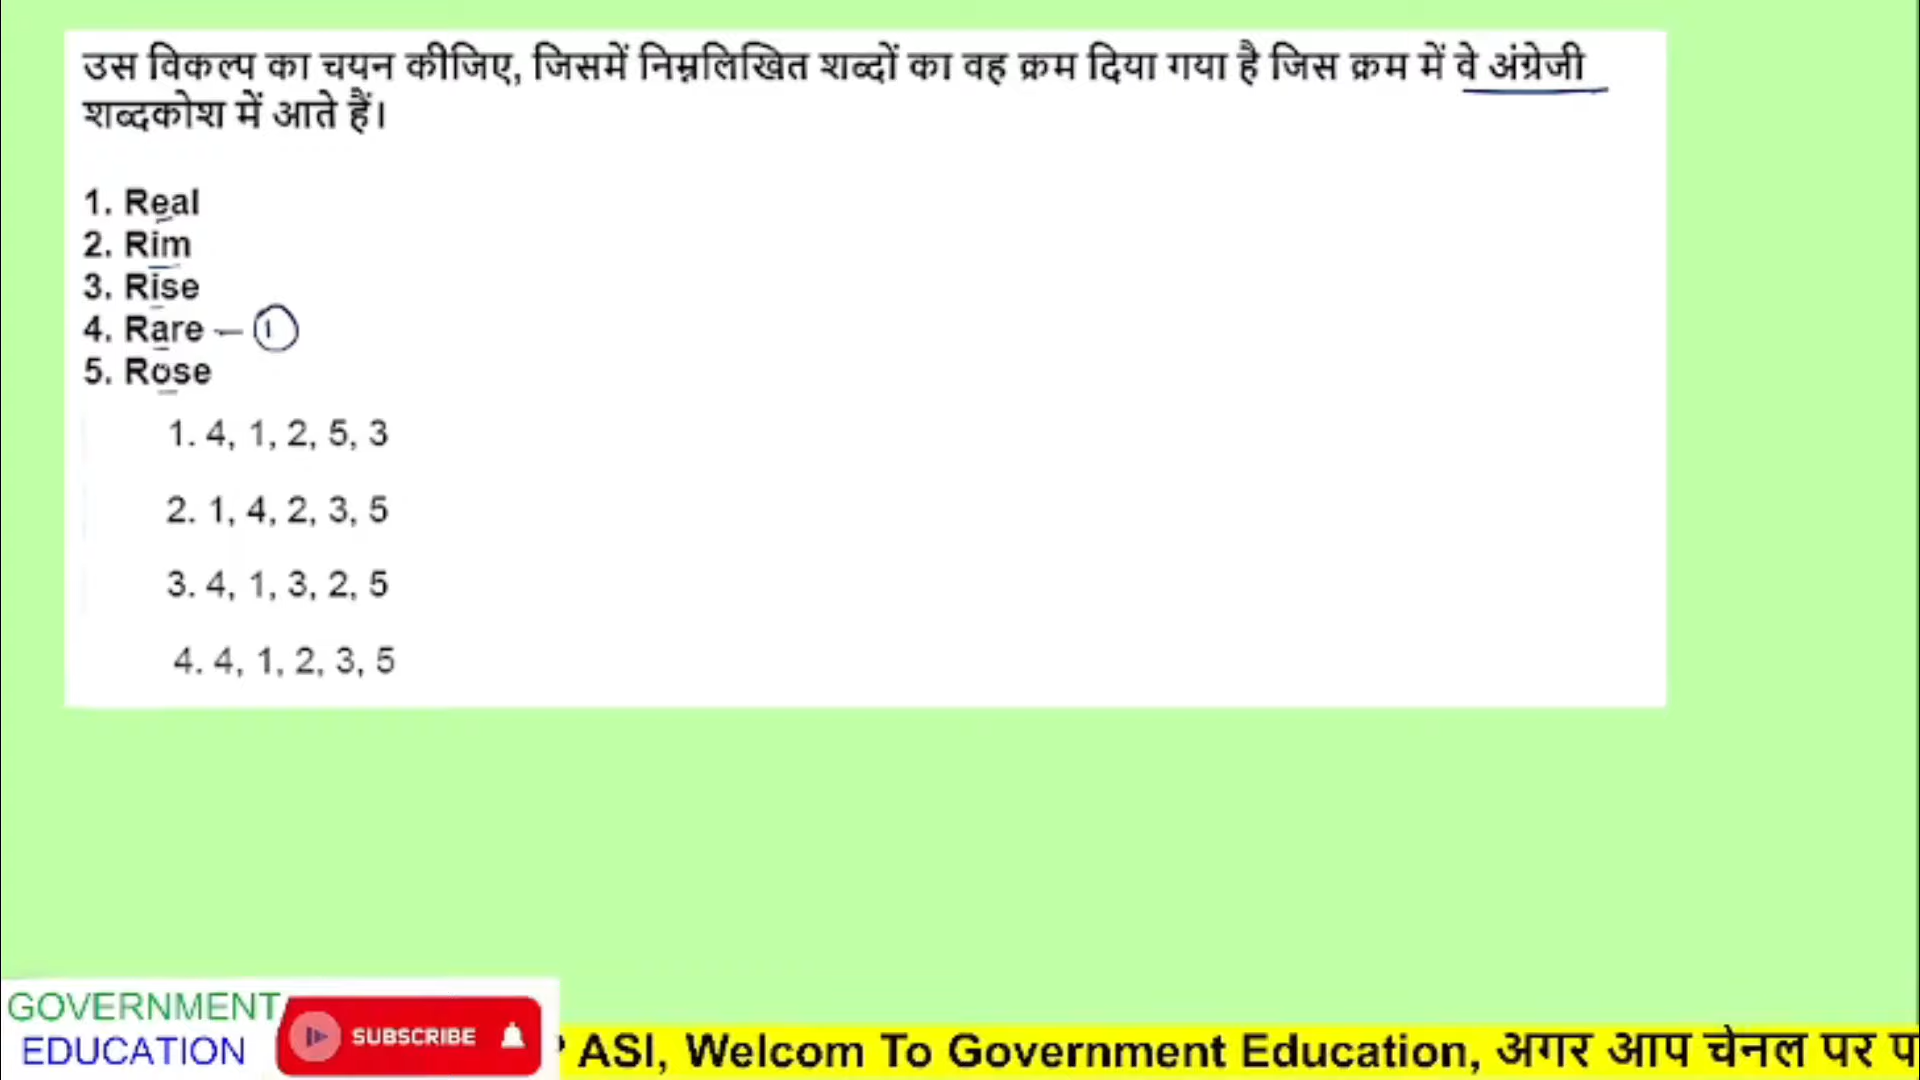 उस विकल्प का चयन कीजिए, जिसमें निम्नलिखित शब्दों का वह क्रम दिया गया है जिस क्रम में वे अंग्रेजी
शब्दकोश में आते हैं।
1. Real
2. Rim
3. Rise
4. Rare – 1
5. Rose
1. 4, 1, 2, 5, 3
2. 1, 4, 2, 3, 5
3. 4, 1, 3, 2, 5
4. 4, 1, 2, 3, 5
GOVERNMENT
EDUCATION
SUBSCRIBE
ASI, Welcom To Government Education, अगर आप चेनल पर